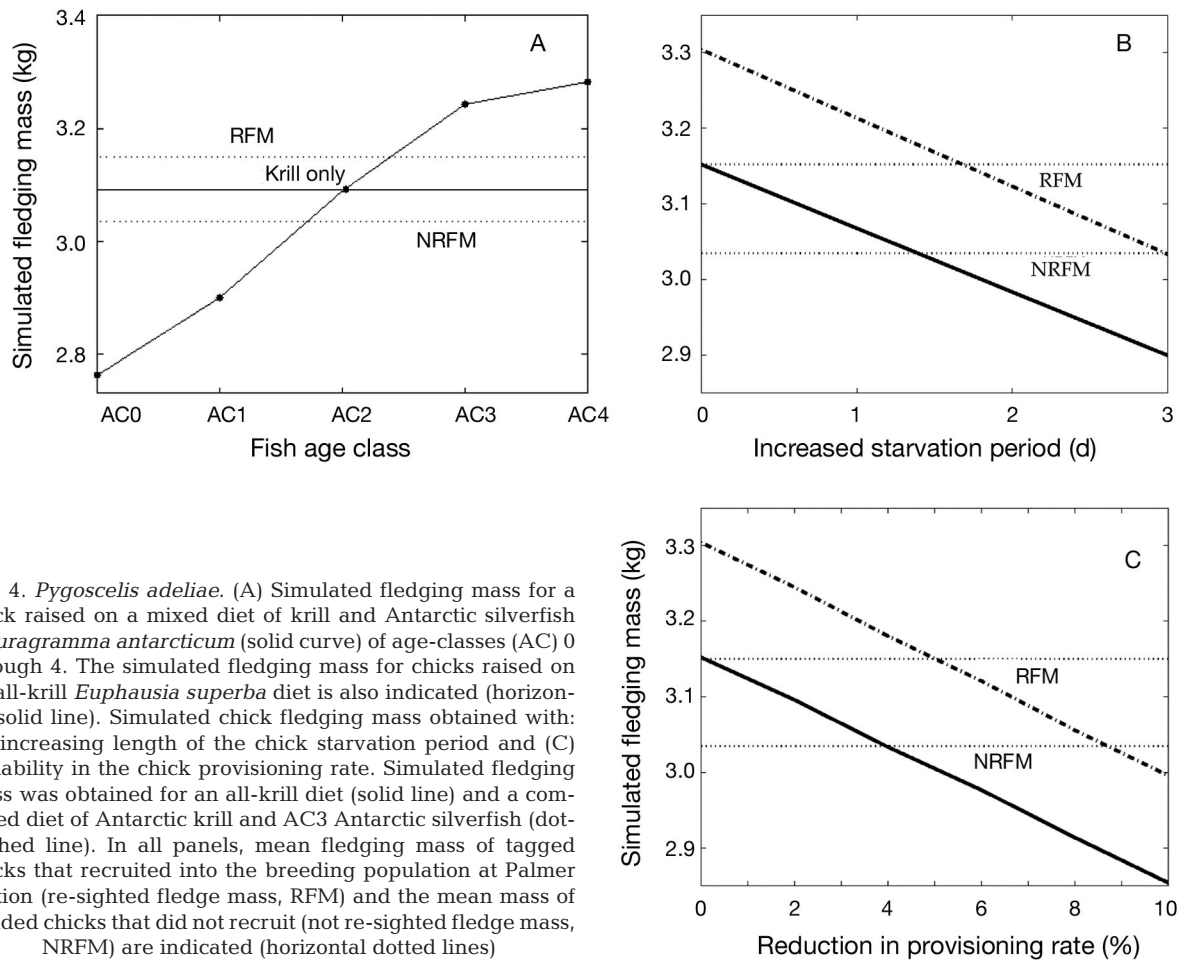 3.4
A
3.2
RFM
Krill only
3.0
NRFM
2.8
AC0 AC1 AC2 AC3 AC4
Fish age class
Simulated fledging mass (kg)
B
3.3
3.2
RFM
3.1
NRFM
3.0
2.9
0 1 2 3
Increased starvation period (d)
4. Pygoscelis adeliae. (A) Simulated fledging mass for a
ck raised on a mixed diet of krill and Antarctic silverfish
uragramma antarcticum (solid curve) of age-classes (AC) 0
ough 4. The simulated fledging mass for chicks raised on
all-krill Euphausia superba diet is also indicated (horizon-
solid line). Simulated chick fledging mass obtained with:
increasing length of the chick starvation period and (C)
iability in the chick provisioning rate. Simulated fledging
ss was obtained for an all-krill diet (solid line) and a com-
ed diet of Antarctic krill and AC3 Antarctic silverfish (dot-
hed line). In all panels, mean fledging mass of tagged
cks that recruited into the breeding population at Palmer
tion (re-sighted fledge mass, RFM) and the mean mass of
ded chicks that did not recruit (not re-sighted fledge mass,
NRFM) are indicated (horizontal dotted lines)
C
3.3
3.2
RFM
3.1
NRFM
3.0
2.9
0 2 4 6 8 10
Reduction in provisioning rate (%)
Simulated fledging mass (kg)